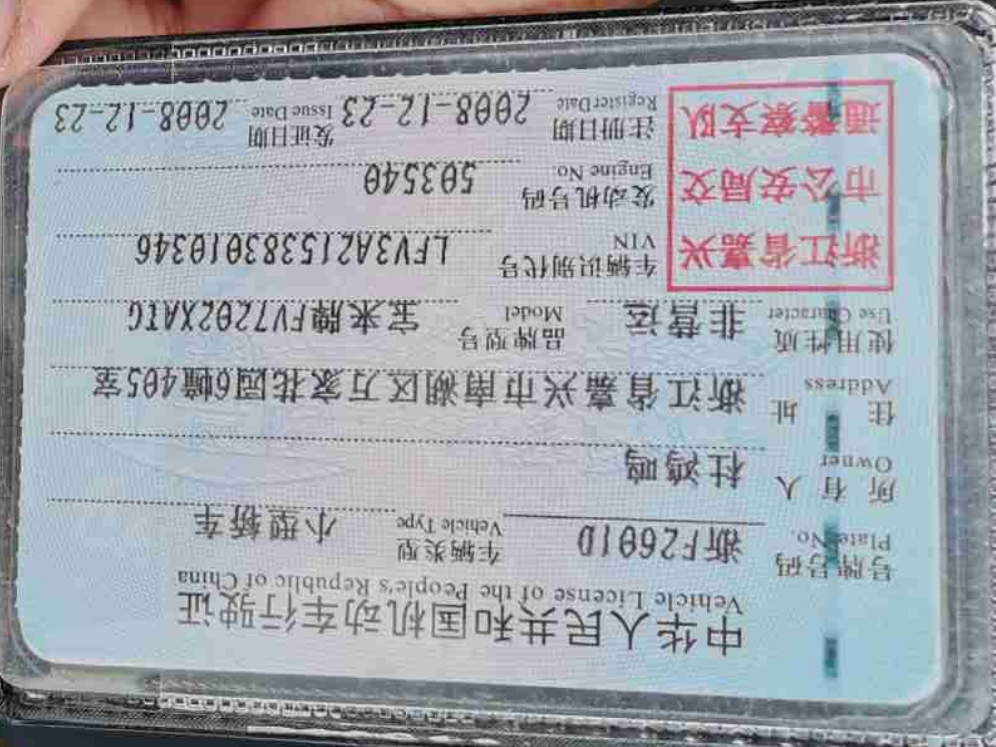 中华人民共和国机动车行驶证
Vehicle License of the People's Republic of China
号牌号码 浙F2601D 车辆类型 小型轿车
Plate No. Vehicle Type
所有人 杜鸿鸣
Owner
住址 浙江省嘉兴市南湖区万家北园6幢405室
Address
使用性质 非营运 品牌型号 宝来牌FV7202XATG
Use Character Model
浙江省嘉兴
市公安局交
通警察支队
车辆识别代号 LFV3A215383010346
VIN
发动机号码 503540
Engine No.
注册日期 2008-12-23 发证日期 2008-12-23
Register Date Issue Date